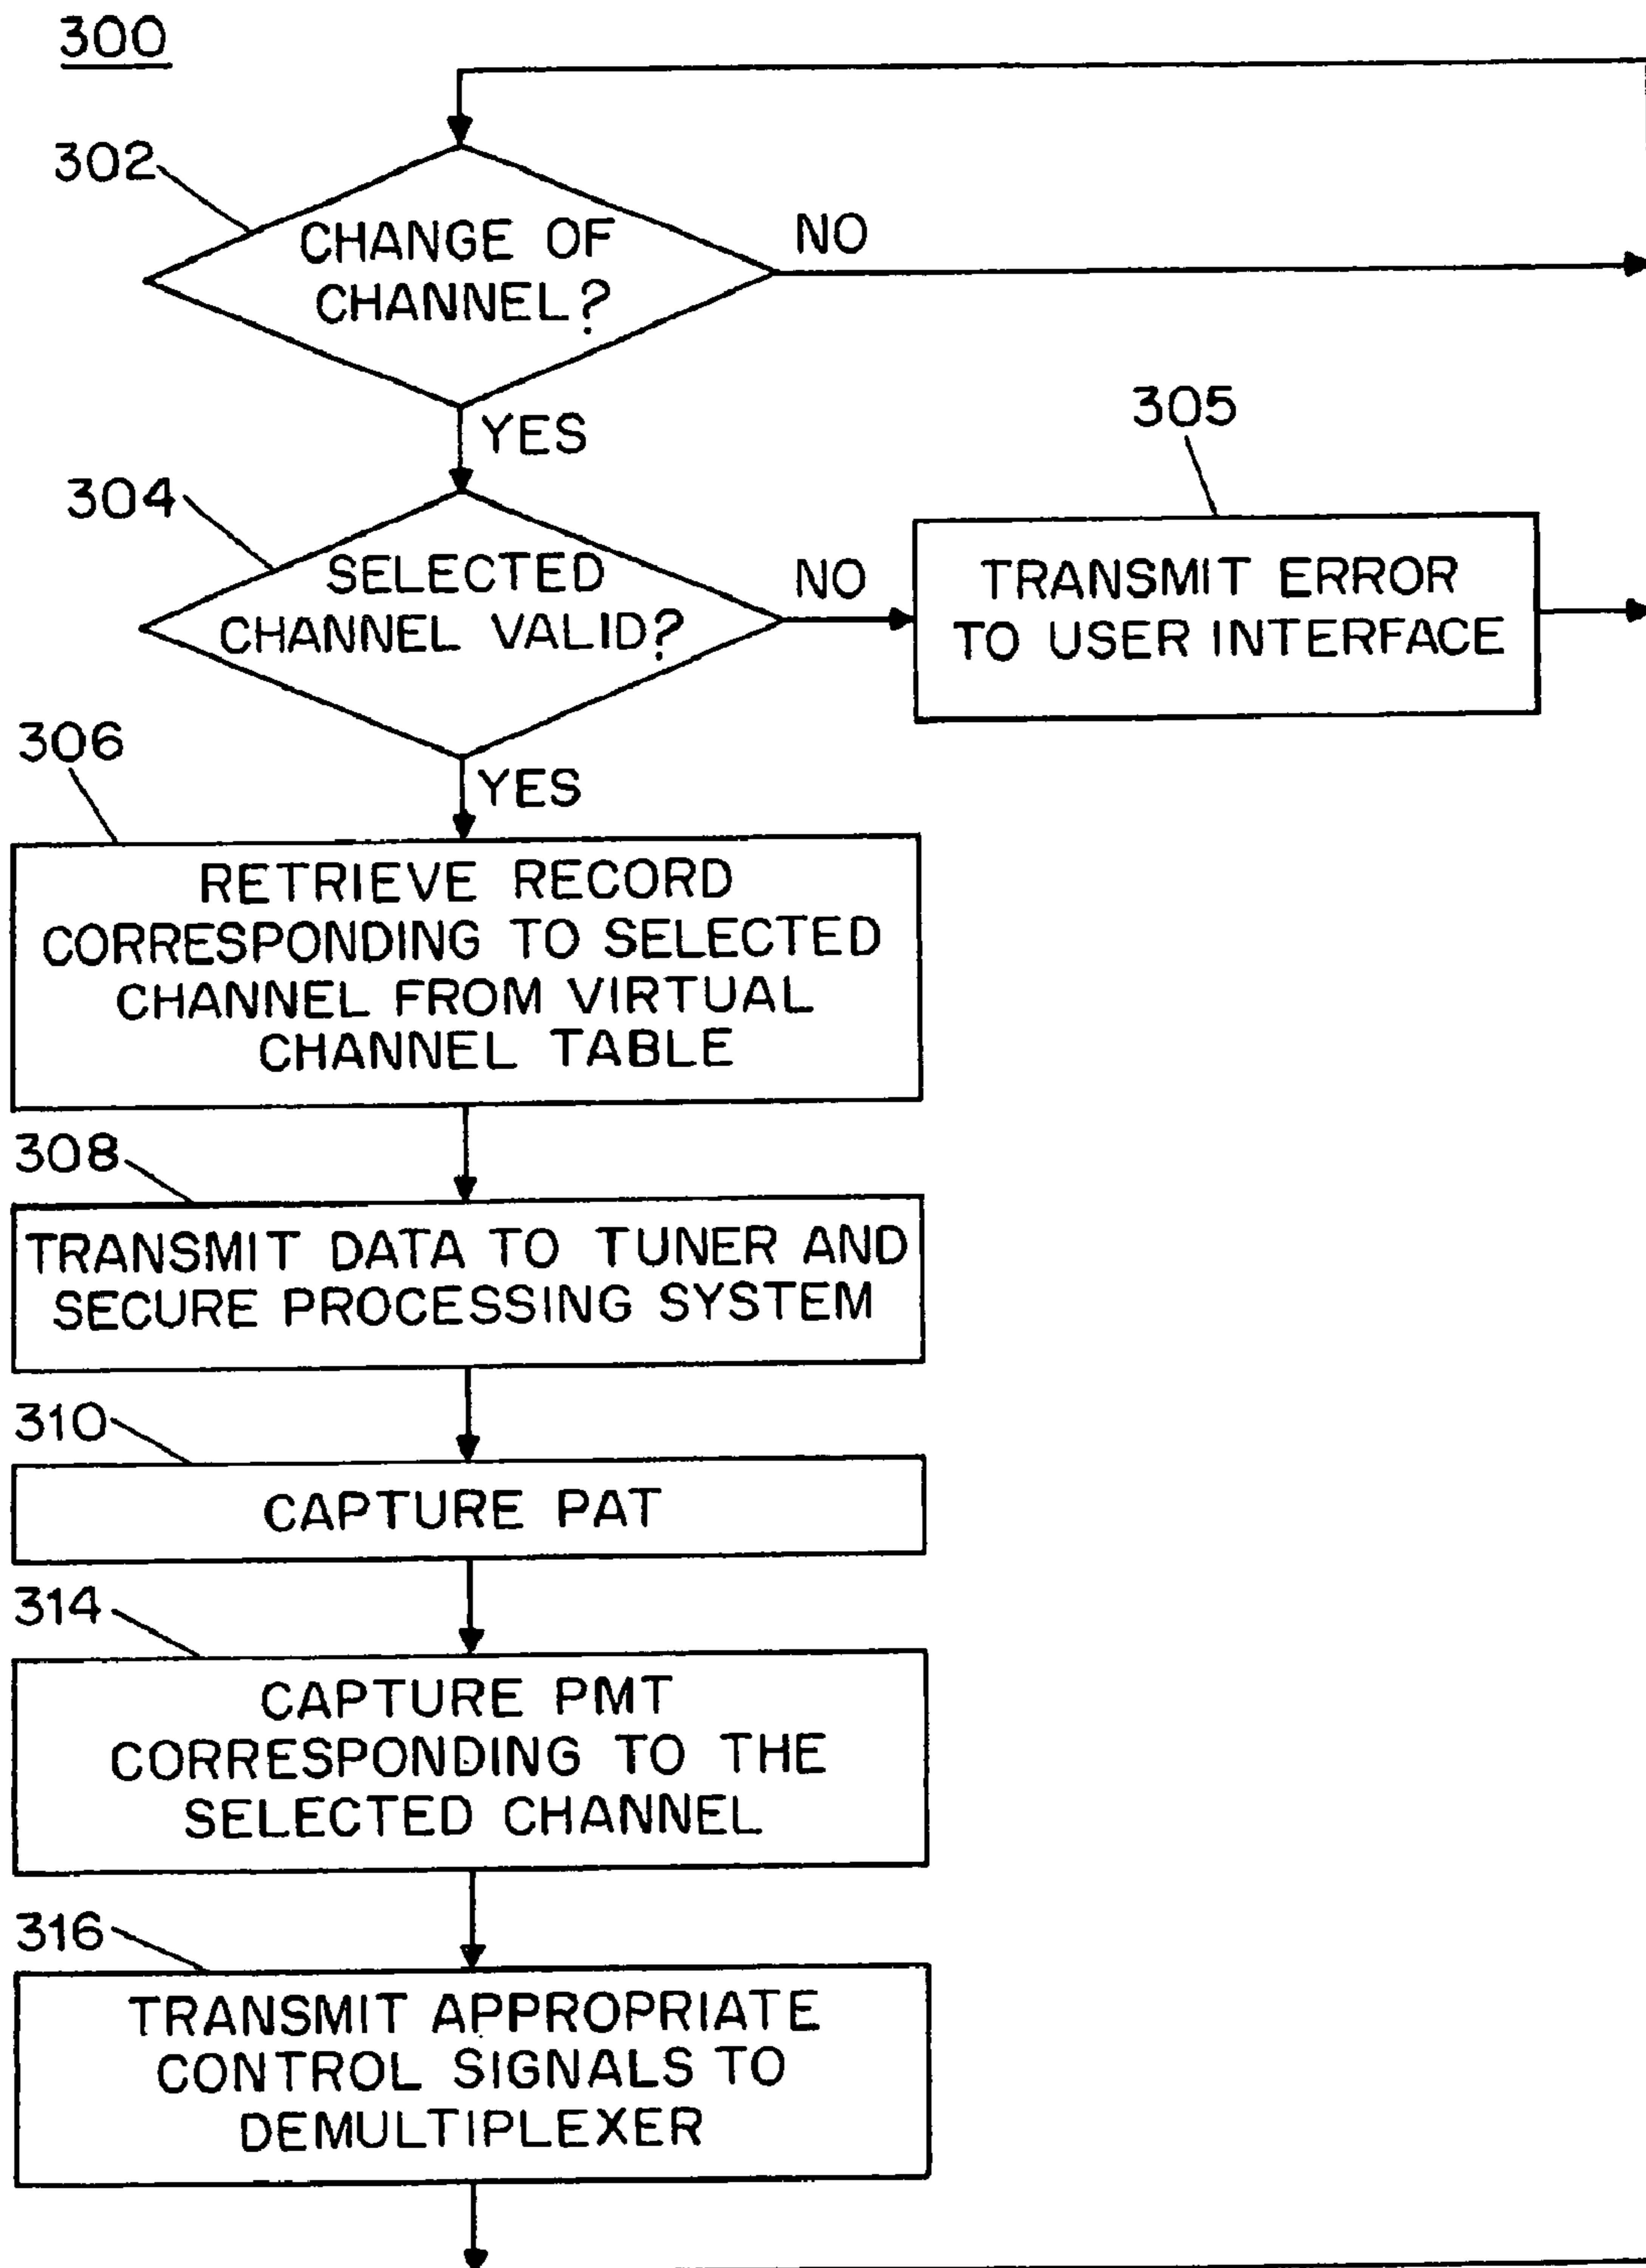 300
302
CHANGE OF
CHANNEL?
NO
YES
304
SELECTED
CHANNEL VALID?
NO
305
TRANSMIT ERROR
TO USER INTERFACE
YES
306
RETRIEVE RECORD
CORRESPONDING TO SELECTED
CHANNEL FROM VIRTUAL
CHANNEL TABLE
308
TRANSMIT DATA TO TUNER AND
SECURE PROCESSING SYSTEM
310
CAPTURE PAT
314
CAPTURE PMT
CORRESPONDING TO THE
SELECTED CHANNEL
316
TRANSMIT APPROPRIATE
CONTROL SIGNALS TO
DEMULTIPLEXER